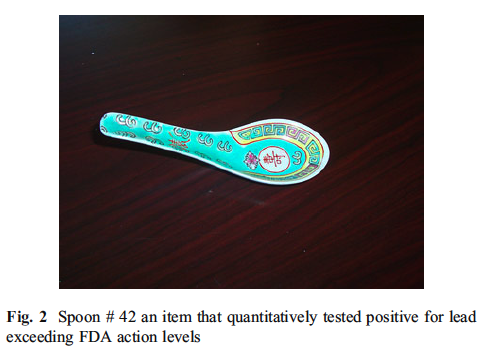 Fig. 2 Spoon # 42 an item that quantitatively tested positive for lead
exceeding FDA action levels